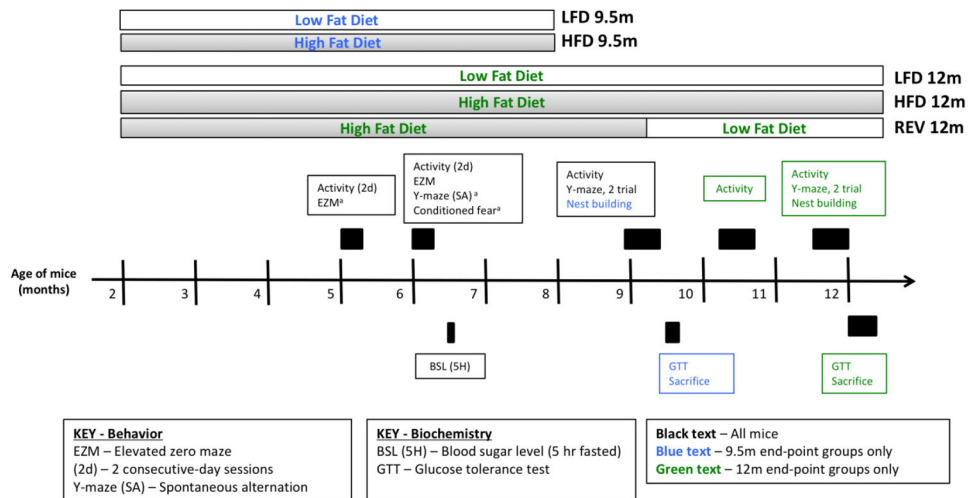 Low Fat Diet LFD 9.5m
High Fat Diet HFD 9.5m
Low Fat Diet LFD 12m
High Fat Diet HFD 12m
High Fat Diet Low Fat Diet REV 12m
Activity (2d)
EZMª
Activity (2d)
EZM
Y-maze (SA) ª
Conditioned fearª
Activity
Y-maze, 2 trial
Nest building
Activity
Activity
Y-maze, 2 trial
Nest building
Age of mice
(months)
2 3 4 5 6 7 8 9 10 11 12
BSL (5H)
GTT
Sacrifice
GTT
Sacrifice
KEY - Behavior
EZM – Elevated zero maze
(2d) – 2 consecutive-day sessions
Y-maze (SA) – Spontaneous alternation
KEY - Biochemistry
BSL (5H) – Blood sugar level (5 hr fasted)
GTT – Glucose tolerance test
Black text – All mice
Blue text – 9.5m end-point groups only
Green text – 12m end-point groups only